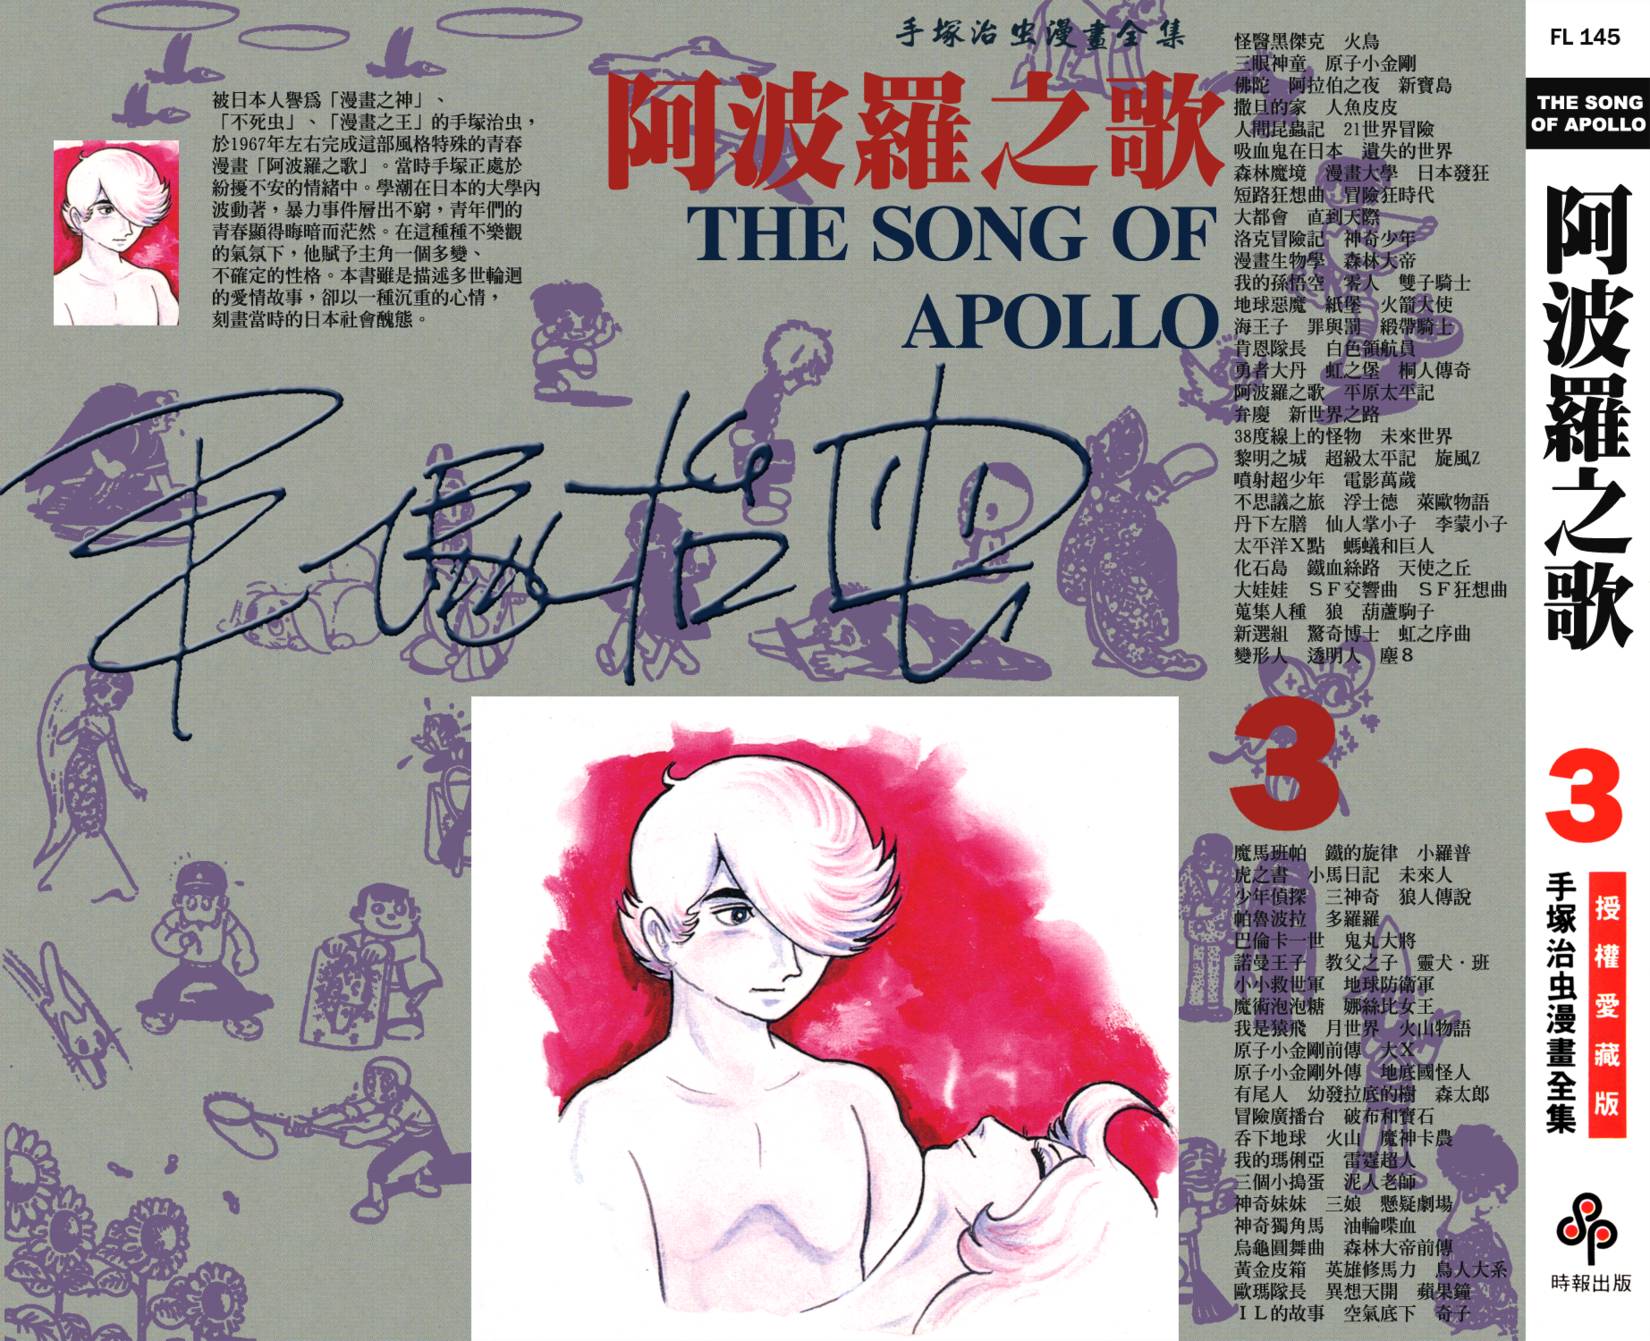 手塚治虫漫畫全集
阿波羅之歌
THE SONG OF
APOLLO
被日本人譽為「漫畫之神」、
「不死虫」、「漫畫之王」的手塚治虫，
於1967年左右完成這部風格特殊的青春
漫畫「阿波羅之歌」。當時手塚正處於
紛擾不安的情緒中。學潮在日本的大學內
波動著，暴力事件層出不窮，青年們的
青春顯得晦暗而茫然。在這種種不樂觀
的氣氛下，他賦予主角一個多變、
不確定的性格。本書雖是描述多世輪迴
的愛情故事，卻以一種沉重的心情，
刻畫當時的日本社會醜態。
手塚治虫
怪醫黑傑克　火鳥
三眼神童　原子小金剛
佛陀　阿拉伯之夜　新寶島
撒旦的家　人魚皮皮
人間昆蟲記　21世界冒險
吸血鬼在日本　遺失的世界
森林魔境　漫畫大學　日本發狂
短路狂想曲　冒險狂時代
大都會　直到天際
洛克冒險記　神奇少年
漫畫生物學　森林大帝
我的孫悟空　零人　雙子騎士
地球惡魔　紙堡　火箭大使
海王子　罪與罰　緞帶騎士
肯恩隊長　白色領航員
勇者大丹　虹之堡　桐人傳奇
阿波羅之歌　平原太平記
弁慶　新世界之路
38度線上的怪物　未來世界
黎明之城　超級太平記　旋風Z
噴射超少年　電影萬歲
不思議之旅　浮士德　萊歐物語
丹下左膳　仙人掌小子　李蒙小子
太平洋Ｘ點　螞蟻和巨人
化石島　鐵血絲路　天使之丘
大娃娃　ＳＦ交響曲　ＳＦ狂想曲
蒐集人種　狼　葫蘆駒子
新選組　驚奇博士　虹之序曲
變形人　透明人　塵８
3
魔馬班帕　鐵的旋律　小羅普
虎之書　小馬日記　未來人
少年偵探　三神奇　狼人傳說
帕魯波拉　多羅羅
巴倫卡一世　鬼丸大將
諾曼王子　教父之子　靈犬・班
小小救世軍　地球防衛軍
魔術泡泡糖　娜絲比女王
我是猿飛　月世界　火山物語
原子小金剛前傳　大Ｘ
原子小金剛外傳　地底國怪人
有尾人　幼發拉底的樹　森太郎
冒險廣播台　破布和寶石
吞下地球　火山　魔神卡農
我的瑪俐亞　雷霆超人
三個小搗蛋　泥人老師
神奇妹妹　三娘　懸疑劇場
神奇獨角馬　油輪喋血
烏龜圓舞曲　森林大帝前傳
黃金皮箱　英雄修馬力　鳥人大系
歐瑪隊長　異想天開　蘋果鐘
ＩＬ的故事　空氣底下　奇子
FL 145
THE SONG
OF APOLLO
阿波羅之歌
3
手塚治虫漫畫全集
授權愛藏版
時報出版